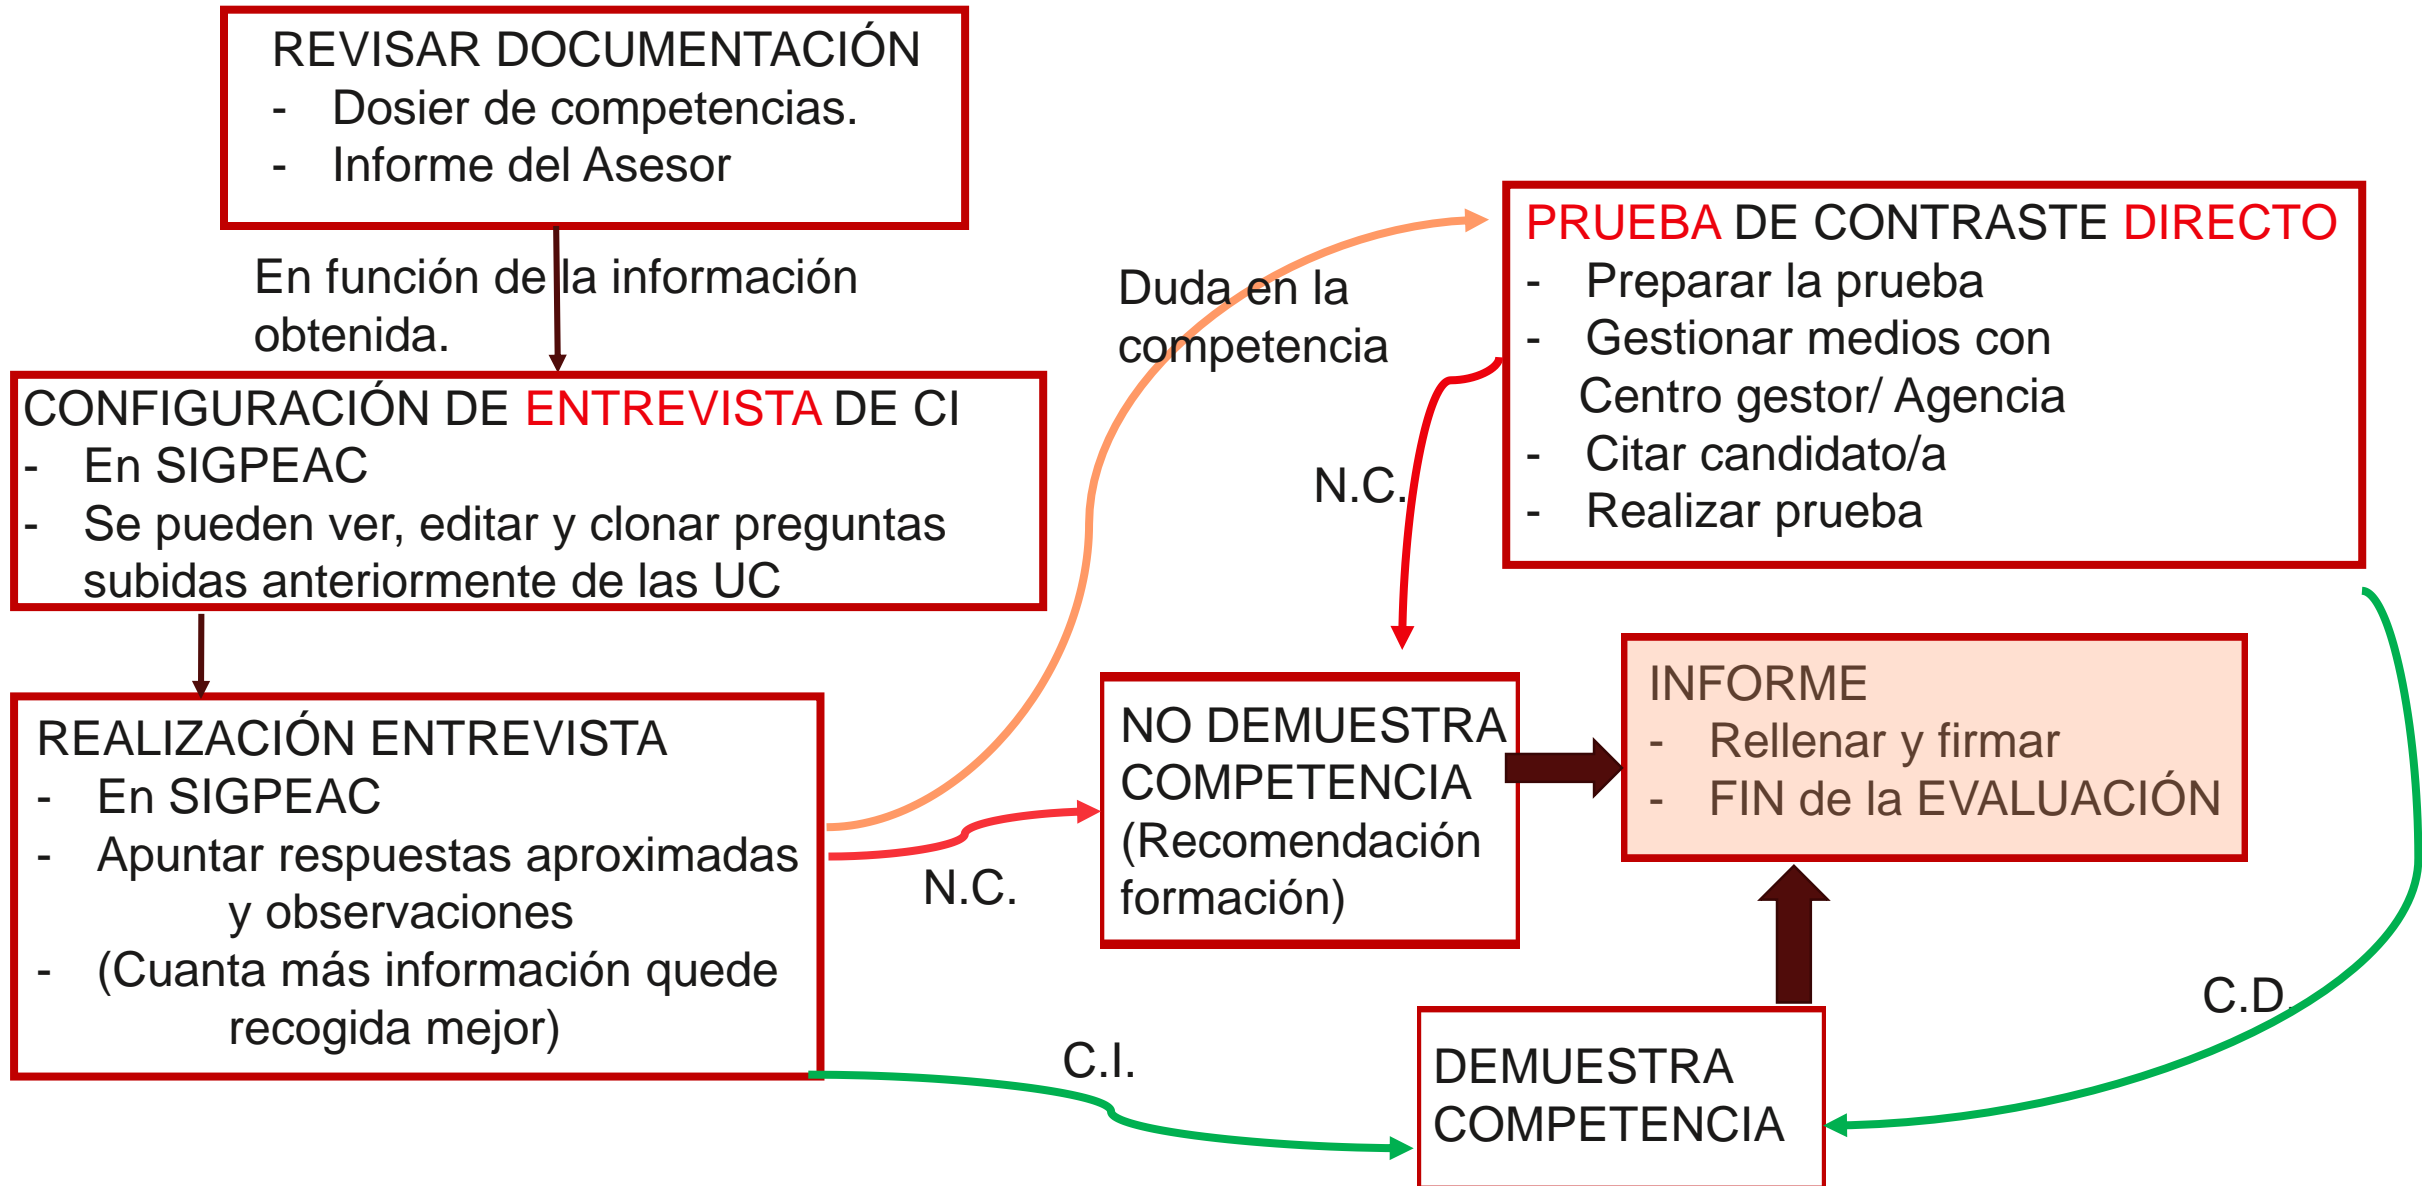 REVISAR DOCUMENTACIÓN
- Dosier de competencias.
- Informe del Asesor
En función de la información
obtenida.
CONFIGURACIÓN DE ENTREVISTA DE CI
- En SIGPEAC
- Se pueden ver, editar y clonar preguntas
subidas anteriormente de las UC
REALIZACIÓN ENTREVISTA
- En SIGPEAC
- Apuntar respuestas aproximadas
y observaciones
- (Cuanta más información quede
recogida mejor)
Duda en la
competencia
PRUEBA DE CONTRASTE DIRECTO
- Preparar la prueba
- Gestionar medios con
Centro gestor/ Agencia
- Citar candidato/a
- Realizar prueba
N.C.
N.C.
NO DEMUESTRA
COMPETENCIA
(Recomendación
formación)
INFORME
- Rellenar y firmar
- FIN de la EVALUACIÓN
C.I.
C.D.
DEMUESTRA
COMPETENCIA